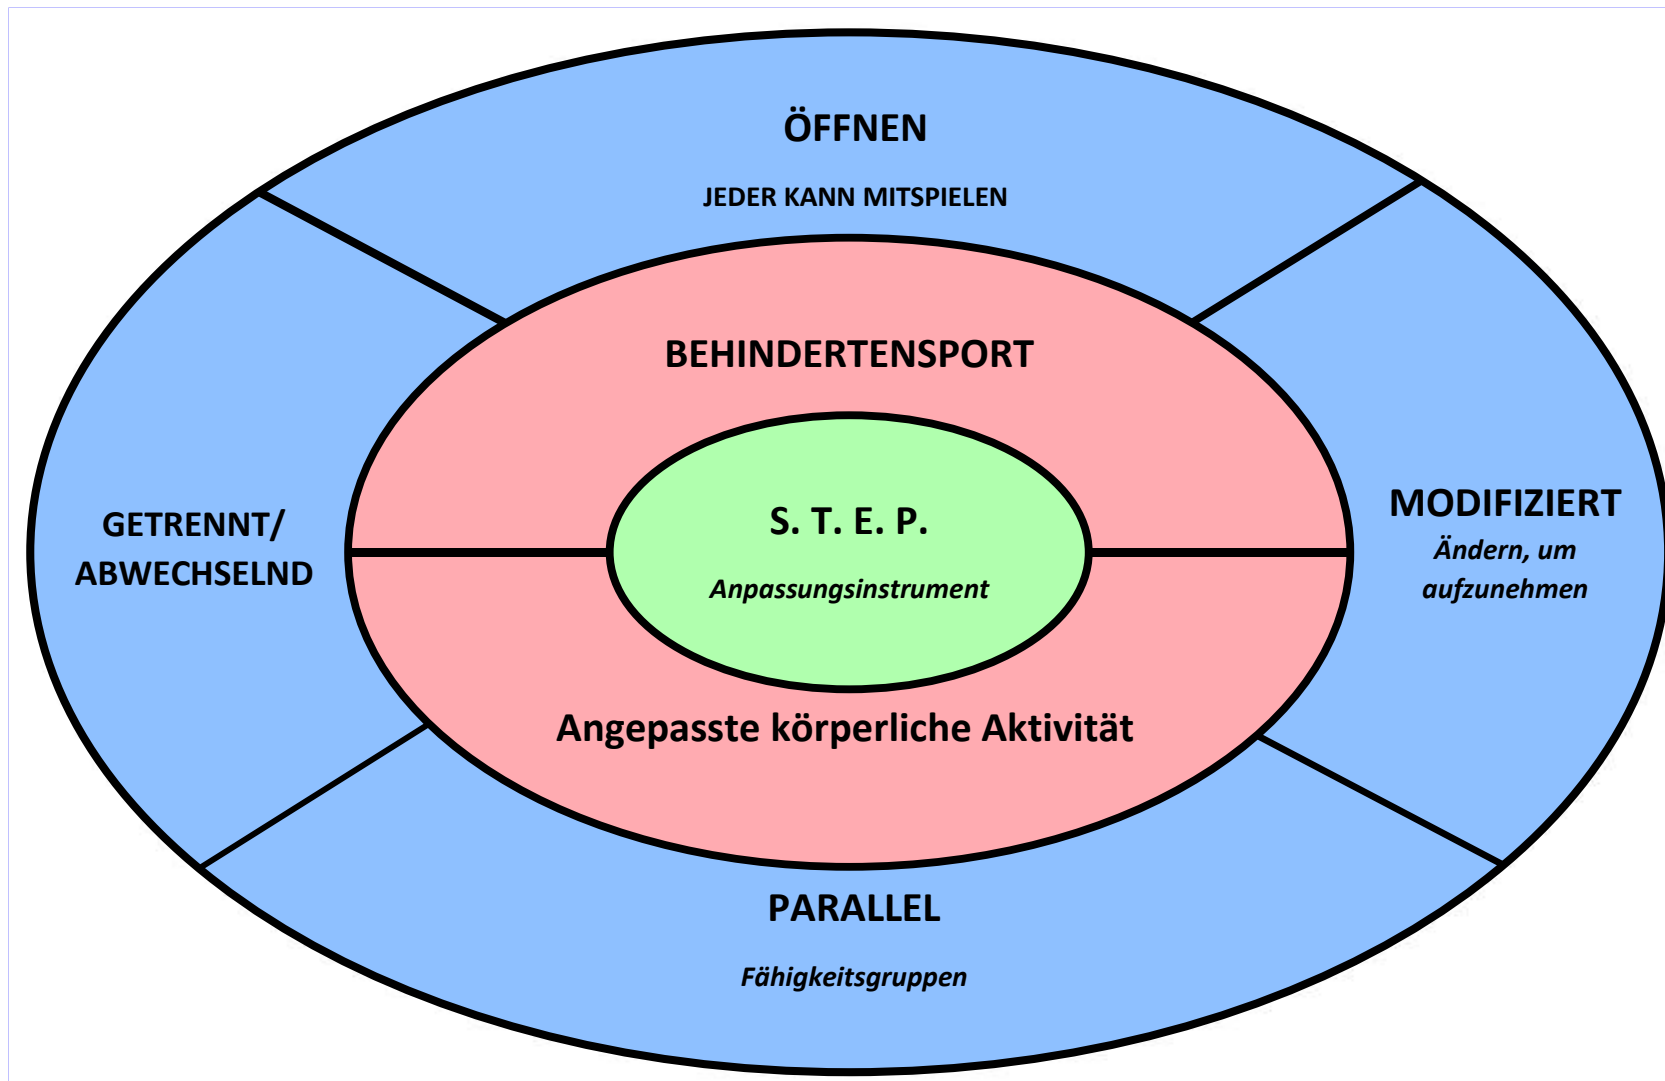 ÖFFNEN
JEDER KANN MITSPIELEN
BEHINDERTENSPORT
S. T. E. P.
Anpassungsinstrument
GETRENNT/
ABWECHSELND
MODIFIZIERT
Ändern, um
aufzunehmen
Angepasste körperliche Aktivität
PARALLEL
Fähigkeitsgruppen